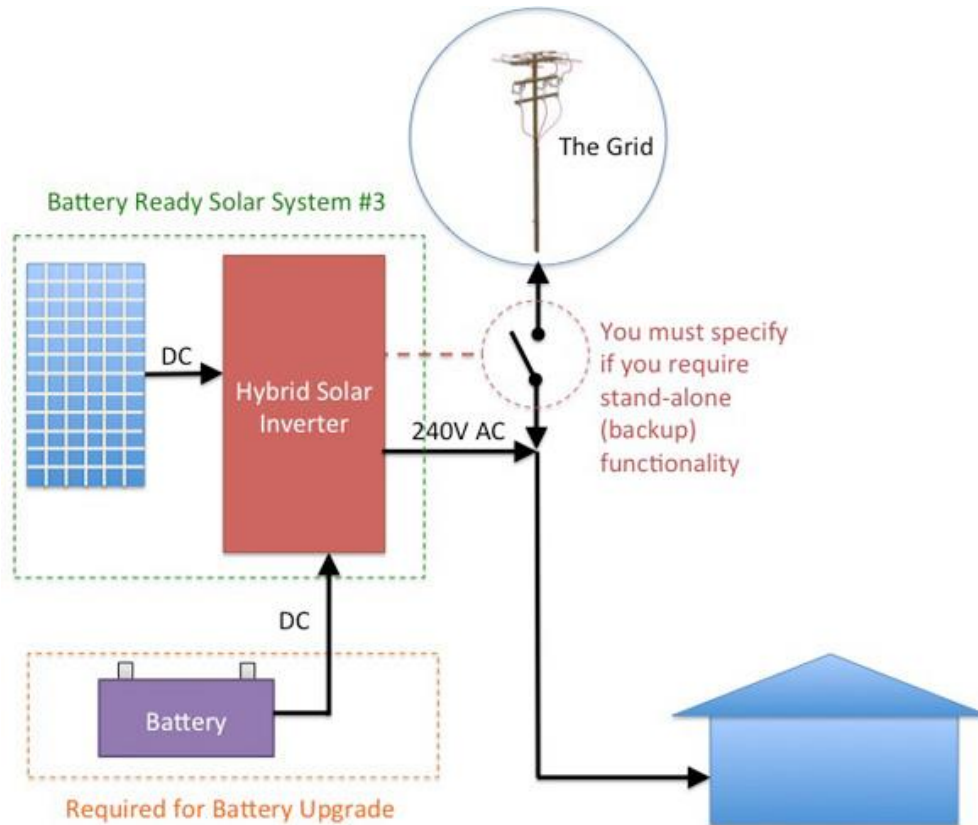 The Grid
Battery Ready Solar System #3
You must specify
if you require
stand-alone
(backup)
functionality
DC
Hybrid Solar
Inverter
240V AC
DC
Battery
Required for Battery Upgrade